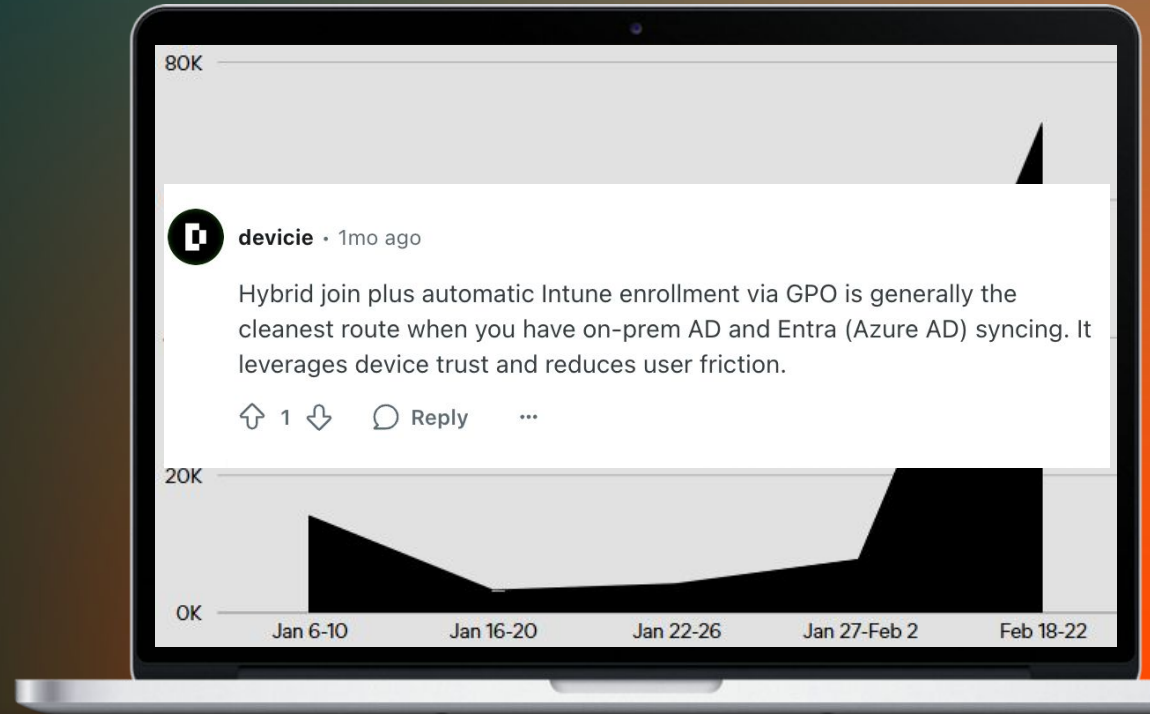 80K
devicie • 1mo ago
Hybrid join plus automatic Intune enrollment via GPO is generally the
cleanest route when you have on-prem AD and Entra (Azure AD) syncing. It
leverages device trust and reduces user friction.
1 Reply ...
20K
0K
Jan 6-10 Jan 16-20 Jan 22-26 Jan 27-Feb 2 Feb 18-22